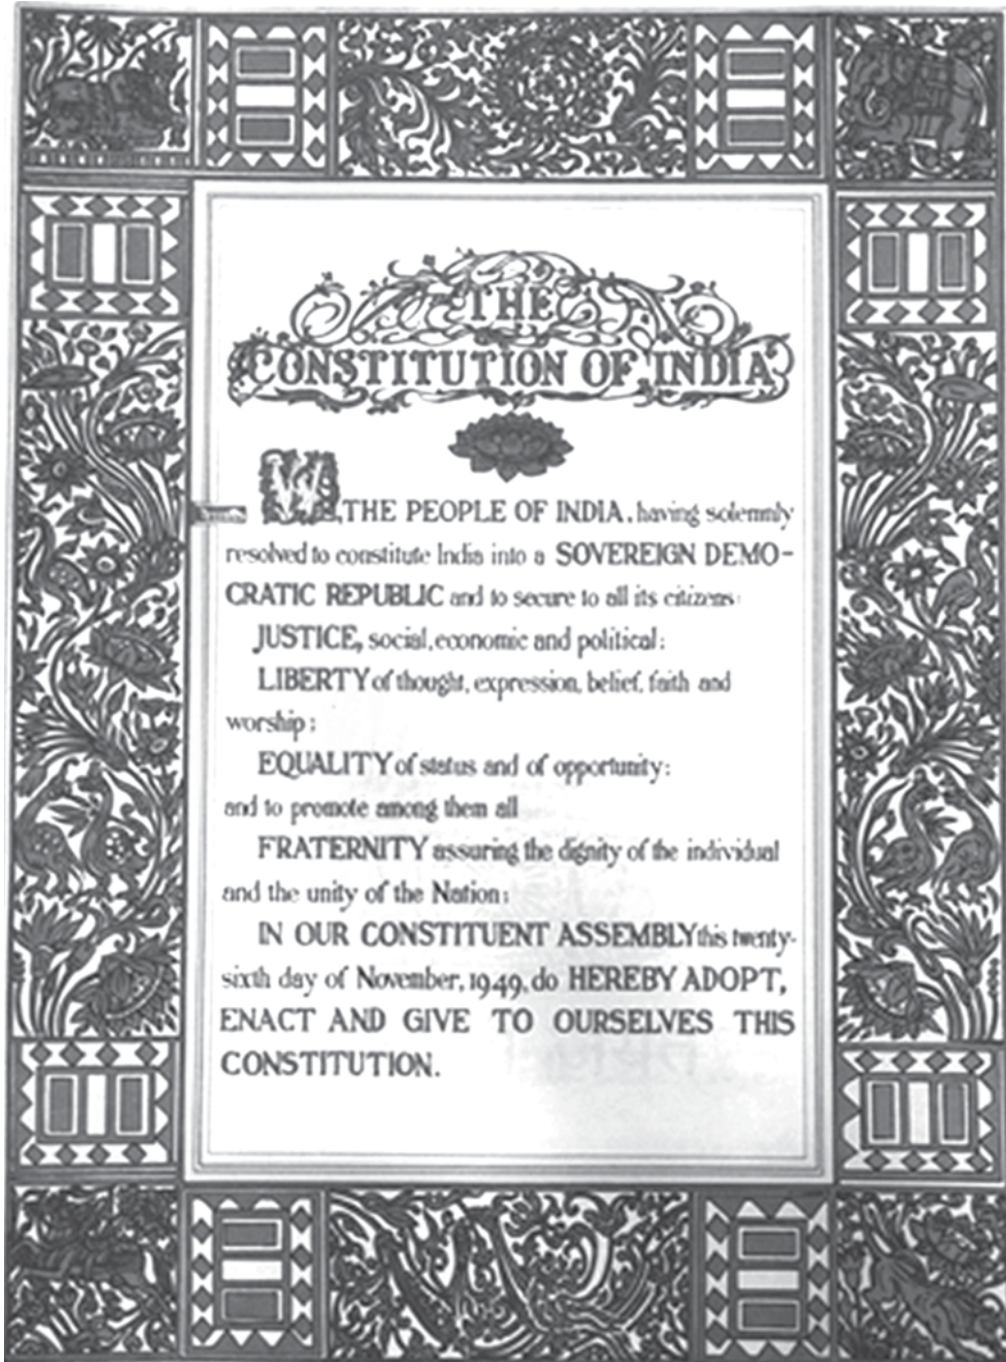 THE
CONSTITUTION OF INDIA
WE, THE PEOPLE OF INDIA, having solemnly
resolved to constitute India into a SOVEREIGN DEMO-
CRATIC REPUBLIC and to secure to all its citizens:
JUSTICE, social, economic and political;
LIBERTY of thought, expression, belief, faith and
worship;
EQUALITY of status and of opportunity;
and to promote among them all
FRATERNITY assuring the dignity of the individual
and the unity of the Nation;
IN OUR CONSTITUENT ASSEMBLY this twenty-
sixth day of November, 1949, do HEREBY ADOPT,
ENACT AND GIVE TO OURSELVES THIS
CONSTITUTION.